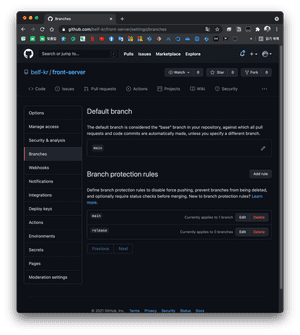 Branches
github.com/belf-kr/front-server/settings/branches
Search or jump to...
Pulls Issues Marketplace Explore
belf-kr / front-server
Watch 0 Star 0 Fork 0
Code Issues Pull requests Actions Projects Wiki Security
Options
Manage access
Security & analysis
Branches
Webhooks
Notifications
Integrations
Deploy keys
Actions
Environments
Secrets
Pages
Moderation settings
Default branch
The default branch is considered the "base" branch in your repository, against which all pull
requests and code commits are automatically made, unless you specify a different branch.
main
Branch protection rules
Add rule
Define branch protection rules to disable force pushing, prevent branches from being deleted,
and optionally require status checks before merging. New to branch protection rules? Learn
more.
main Currently applies to 1 branch Edit Delete
release Currently applies to 0 branches Edit Delete
Previous Next
© 2021 GitHub, Inc. Terms Privacy Security Status Docs